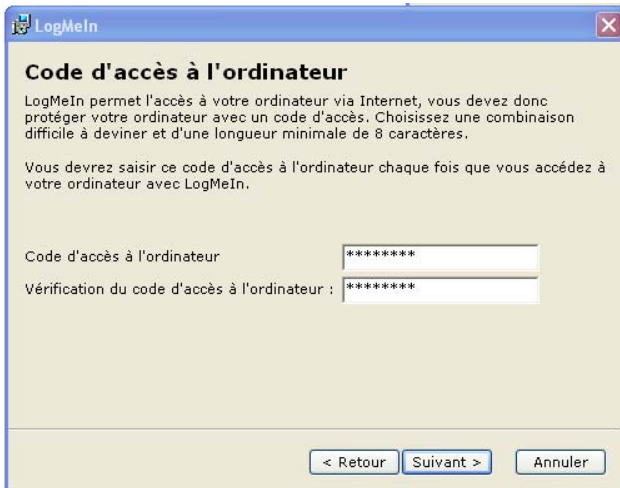 LogMeIn
Code d'accès à l'ordinateur
LogMeIn permet l'accès à votre ordinateur via Internet, vous devez donc
protéger votre ordinateur avec un code d'accès. Choisissez une combinaison
difficile à deviner et d'une longueur minimale de 8 caractères.
Vous devrez saisir ce code d'accès à l'ordinateur chaque fois que vous accédez à
votre ordinateur avec LogMeIn.
Code d'accès à l'ordinateur ********
Vérification du code d'accès à l'ordinateur : ********
< Retour Suivant > Annuler